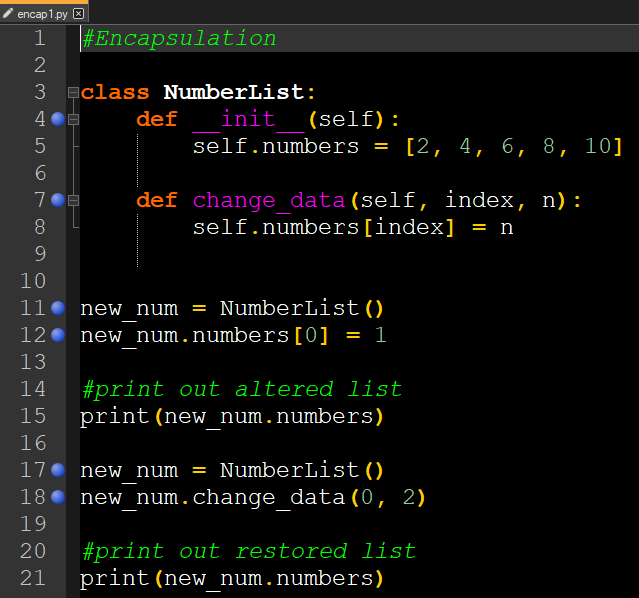 encap1.py
1 #Encapsulation
2
3 class NumberList:
4 def __init__(self):
5 self.numbers = [2, 4, 6, 8, 10]
6
7 def change_data(self, index, n):
8 self.numbers[index] = n
9
10
11 new_num = NumberList()
12 new_num.numbers[0] = 1
13
14 #print out altered list
15 print(new_num.numbers)
16
17 new_num = NumberList()
18 new_num.change_data(0, 2)
19
20 #print out restored list
21 print(new_num.numbers)